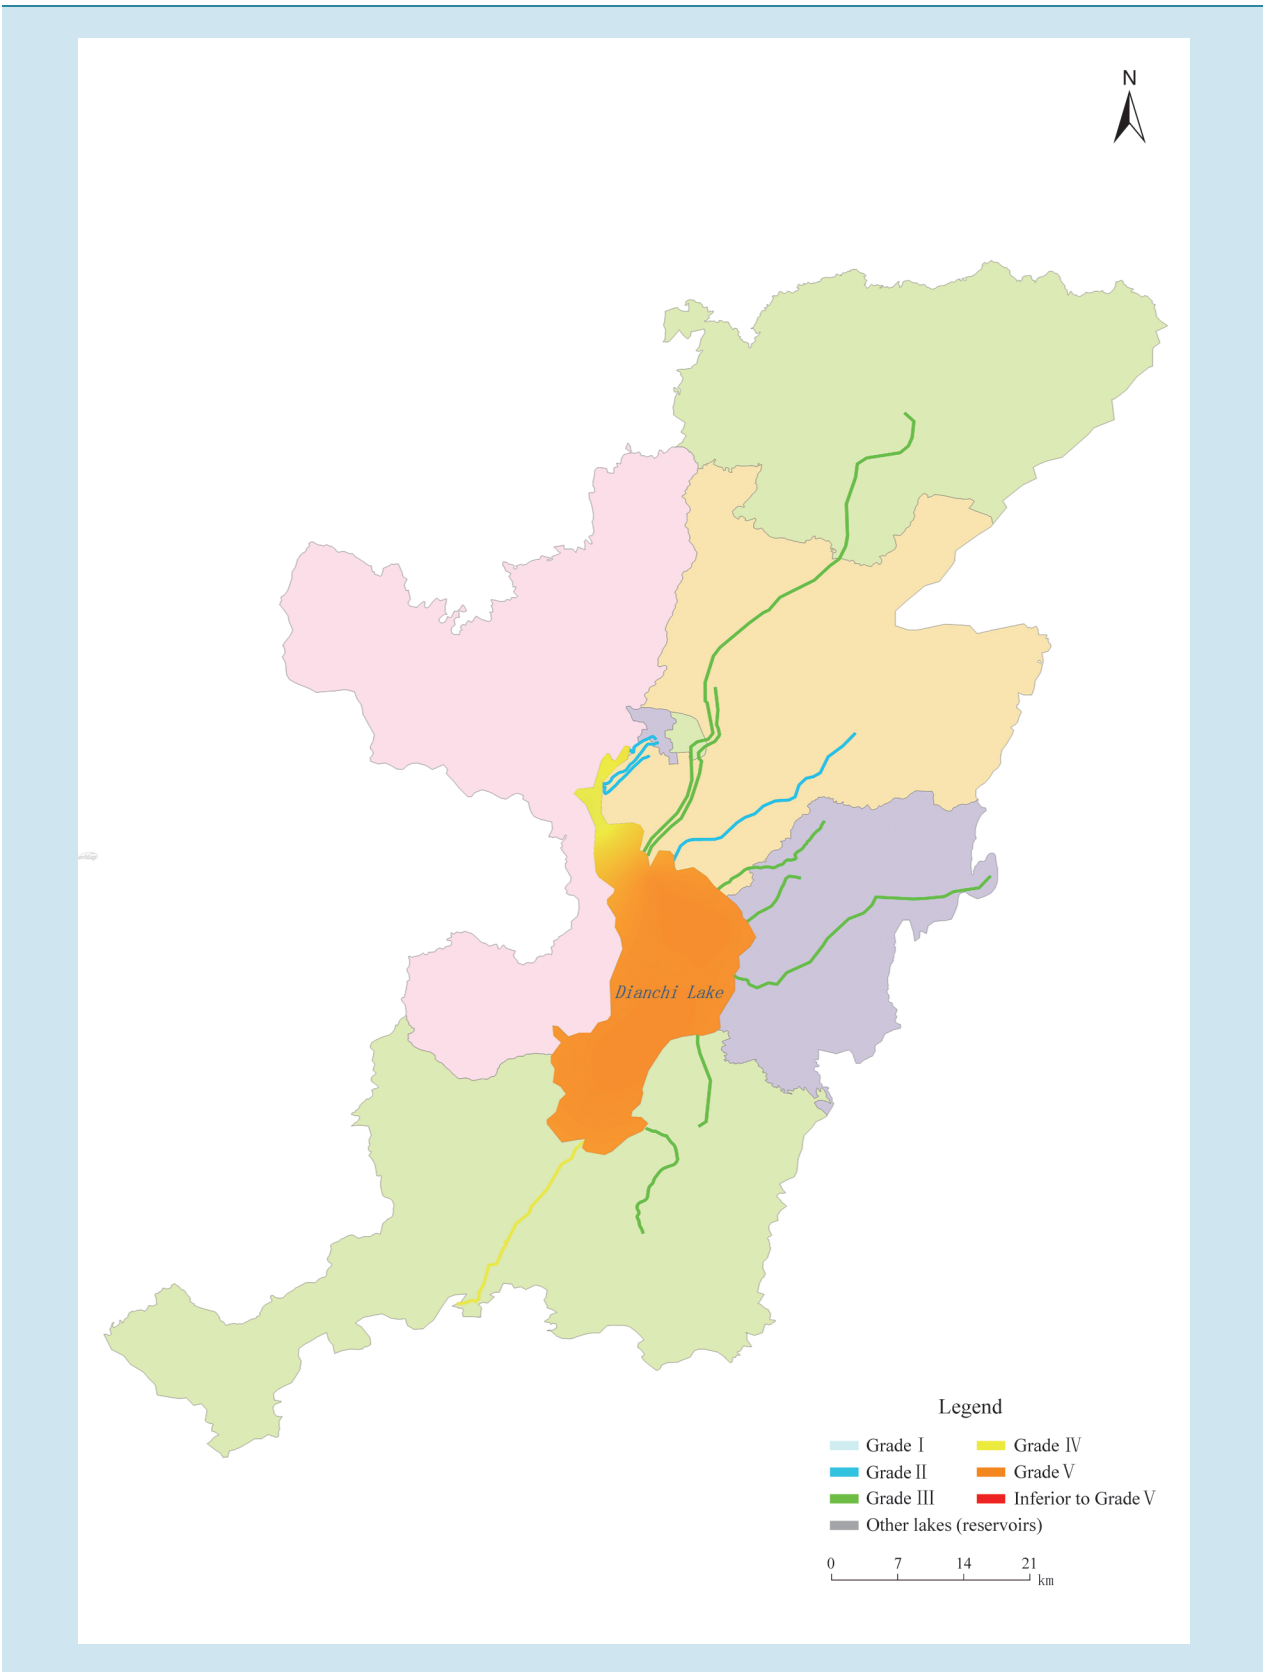 N
Dianchi Lake
Legend
Grade Ⅰ
Grade Ⅱ
Grade Ⅲ
Grade Ⅳ
Grade Ⅴ
Inferior to Grade Ⅴ
Other lakes (reservoirs)
0 7 14 21
km